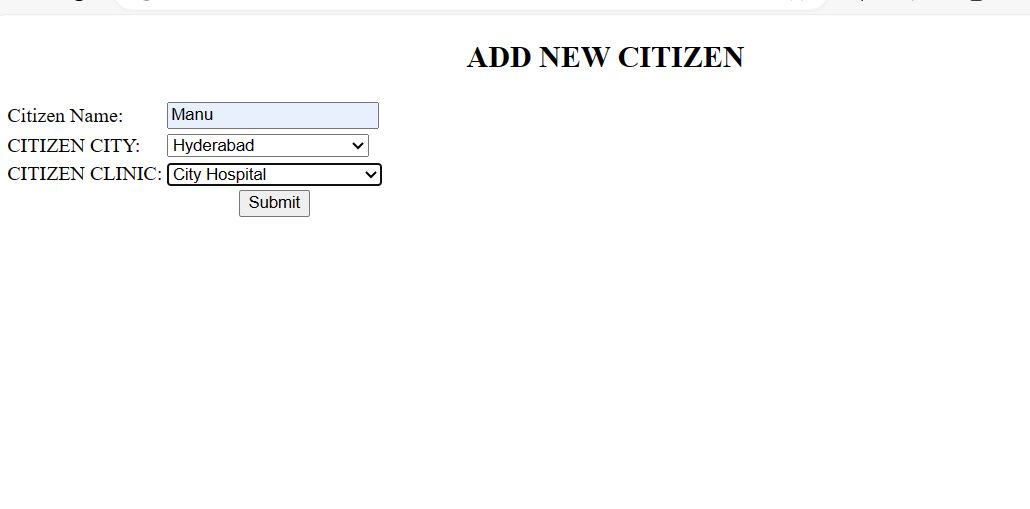 ADD NEW CITIZEN
Citizen Name: Manu
CITIZEN CITY: Hyderabad
CITIZEN CLINIC: City Hospital
Submit